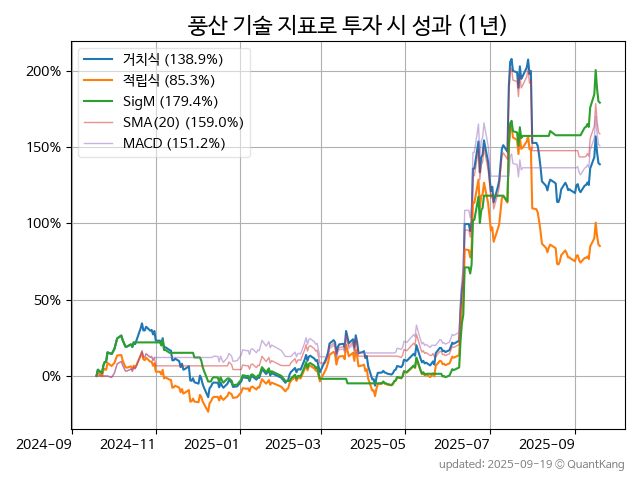 풍산 기술 지표로 투자 시 성과 (1년)
거치식 (138.9%)
적립식 (85.3%)
SigM (179.4%)
SMA(20) (159.0%)
MACD (151.2%)
200%
150%
100%
50%
0%
2024-09 2024-11 2025-01 2025-03 2025-05 2025-07 2025-09
updated: 2025-09-19 © QuantKang